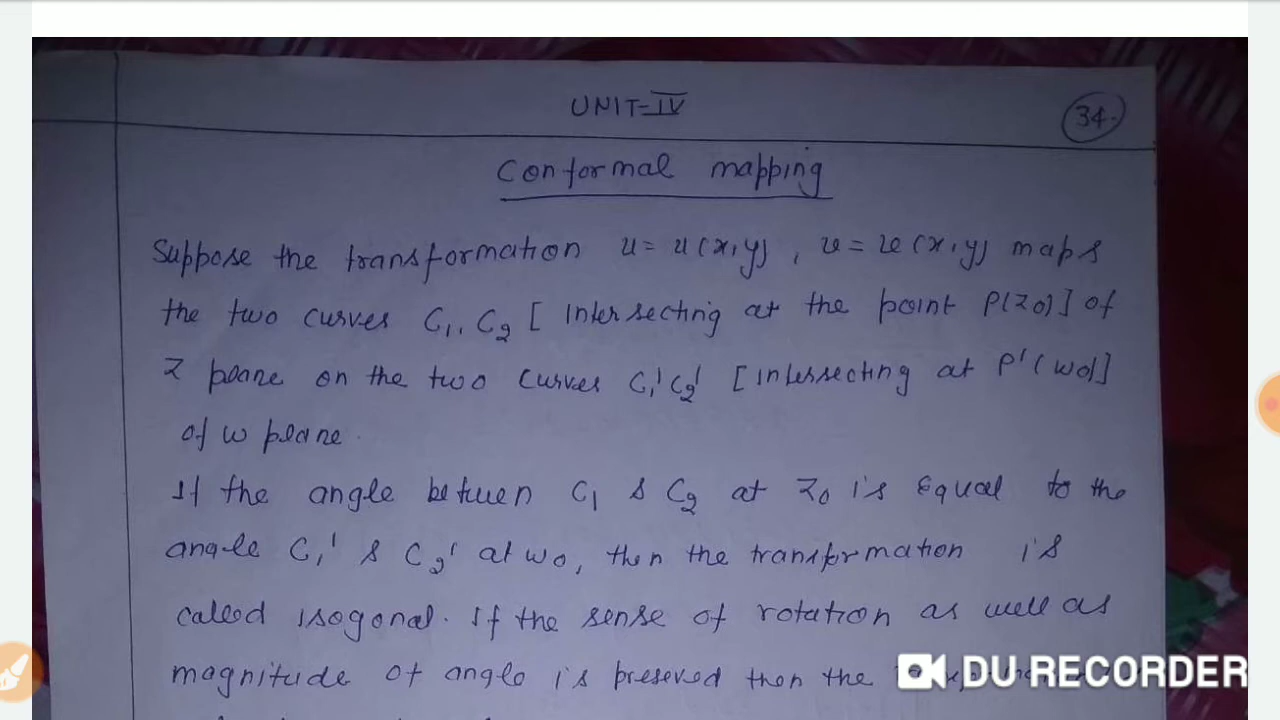 UNIT-IV
34.
Conformal mapping
Suppose the transformation u = u(x,y), v = v(x,y) maps
the two curves C₁, C₂ [Intersecting at the point P(z0)] of
Z plane on the two curves C₁' C₂' [intersecting at P'(w0)]
of w plane.
If the angle between C₁ & C₂ at z₀ is equal to the
angle C₁' & C₂' at w0, then the transformation is
called isogonal. If the sense of rotation as well as
magnitude of angle is preseved then the
DU RECORDER